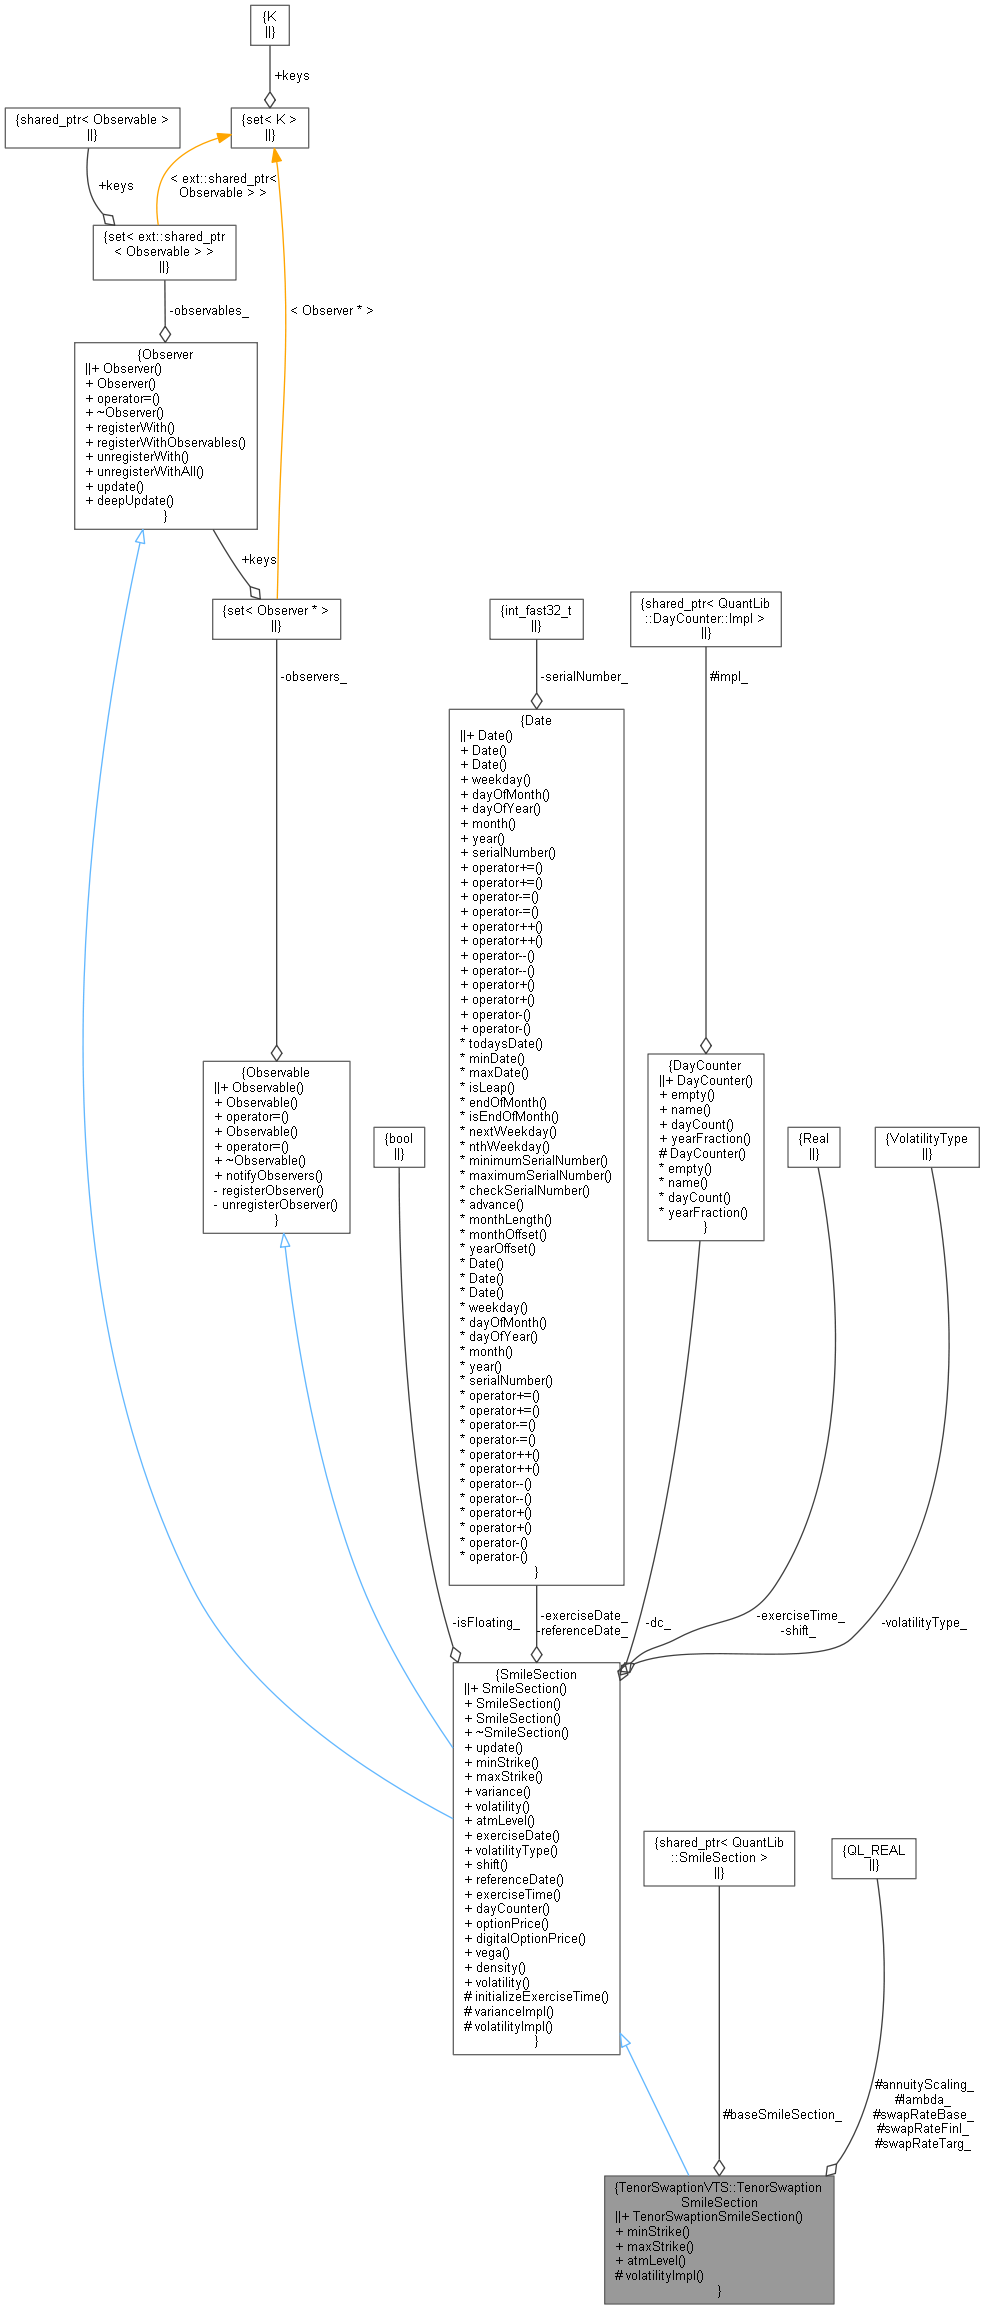 {K
||}
+keys
{shared_ptr< Observable >
||}
{set< K >
||}
+keys
< ext::shared_ptr<
Observable > >
{set< ext::shared_ptr
< Observable > >
||}
-observables_
< Observer * >
{Observer
||+ Observer()
+ Observer()
+ operator=()
+ ~Observer()
+ registerWith()
+ registerWithObservables()
+ unregisterWith()
+ unregisterWithAll()
+ update()
+ deepUpdate()
}
+keys
{set< Observer * >
||}
-observers_
{int_fast32_t
||}
-serialNumber_
{shared_ptr< QuantLib
::DayCounter::Impl >
||}
#impl_
{Date
||+ Date()
+ Date()
+ Date()
+ weekday()
+ dayOfMonth()
+ dayOfYear()
+ month()
+ year()
+ serialNumber()
+ operator+=()
+ operator+=()
+ operator-=()
+ operator-=()
+ operator++()
+ operator++()
+ operator--()
+ operator--()
+ operator+()
+ operator+()
+ operator-()
+ operator-()
* todaysDate()
* minDate()
* maxDate()
* isLeap()
* endOfMonth()
* isEndOfMonth()
* nextWeekday()
* nthWeekday()
* minimumSerialNumber()
* maximumSerialNumber()
* checkSerialNumber()
* advance()
* monthLength()
* monthOffset()
* yearOffset()
* Date()
* Date()
* Date()
* weekday()
* dayOfMonth()
* dayOfYear()
* month()
* year()
* serialNumber()
* operator+=()
* operator+=()
* operator-=()
* operator-=()
* operator++()
* operator++()
* operator--()
* operator--()
* operator+()
* operator+()
* operator-()
* operator-()
}
{Observable
||+ Observable()
+ Observable()
+ operator=()
+ Observable()
+ operator=()
+ ~Observable()
+ notifyObservers()
- registerObserver()
- unregisterObserver()
}
{bool
||}
{DayCounter
||+ DayCounter()
+ empty()
+ name()
+ dayCount()
+ yearFraction()
# DayCounter()
* empty()
* name()
* dayCount()
* yearFraction()
}
{Real
||}
{VolatilityType
||}
-isFloating_
-exerciseDate_
-referenceDate_
-dc_
-exerciseTime_
-shift_
-volatilityType_
{SmileSection
||+ SmileSection()
+ SmileSection()
+ SmileSection()
+ ~SmileSection()
+ update()
+ minStrike()
+ maxStrike()
+ variance()
+ volatility()
+ atmLevel()
+ exerciseDate()
+ volatilityType()
+ shift()
+ referenceDate()
+ exerciseTime()
+ dayCounter()
+ optionPrice()
+ digitalOptionPrice()
+ vega()
+ density()
+ volatility()
# initializeExerciseTime()
# varianceImpl()
# volatilityImpl()
}
{shared_ptr< QuantLib
::SmileSection >
||}
{QL_REAL
||}
#baseSmileSection_
#annuityScaling_
#lambda_
#swapRateBase_
#swapRateFinl_
#swapRateTarg_
{TenorSwaptionVTS::TenorSwaption
SmileSection
||+ TenorSwaptionSmileSection()
+ minStrike()
+ maxStrike()
+ atmLevel()
# volatilityImpl()
}